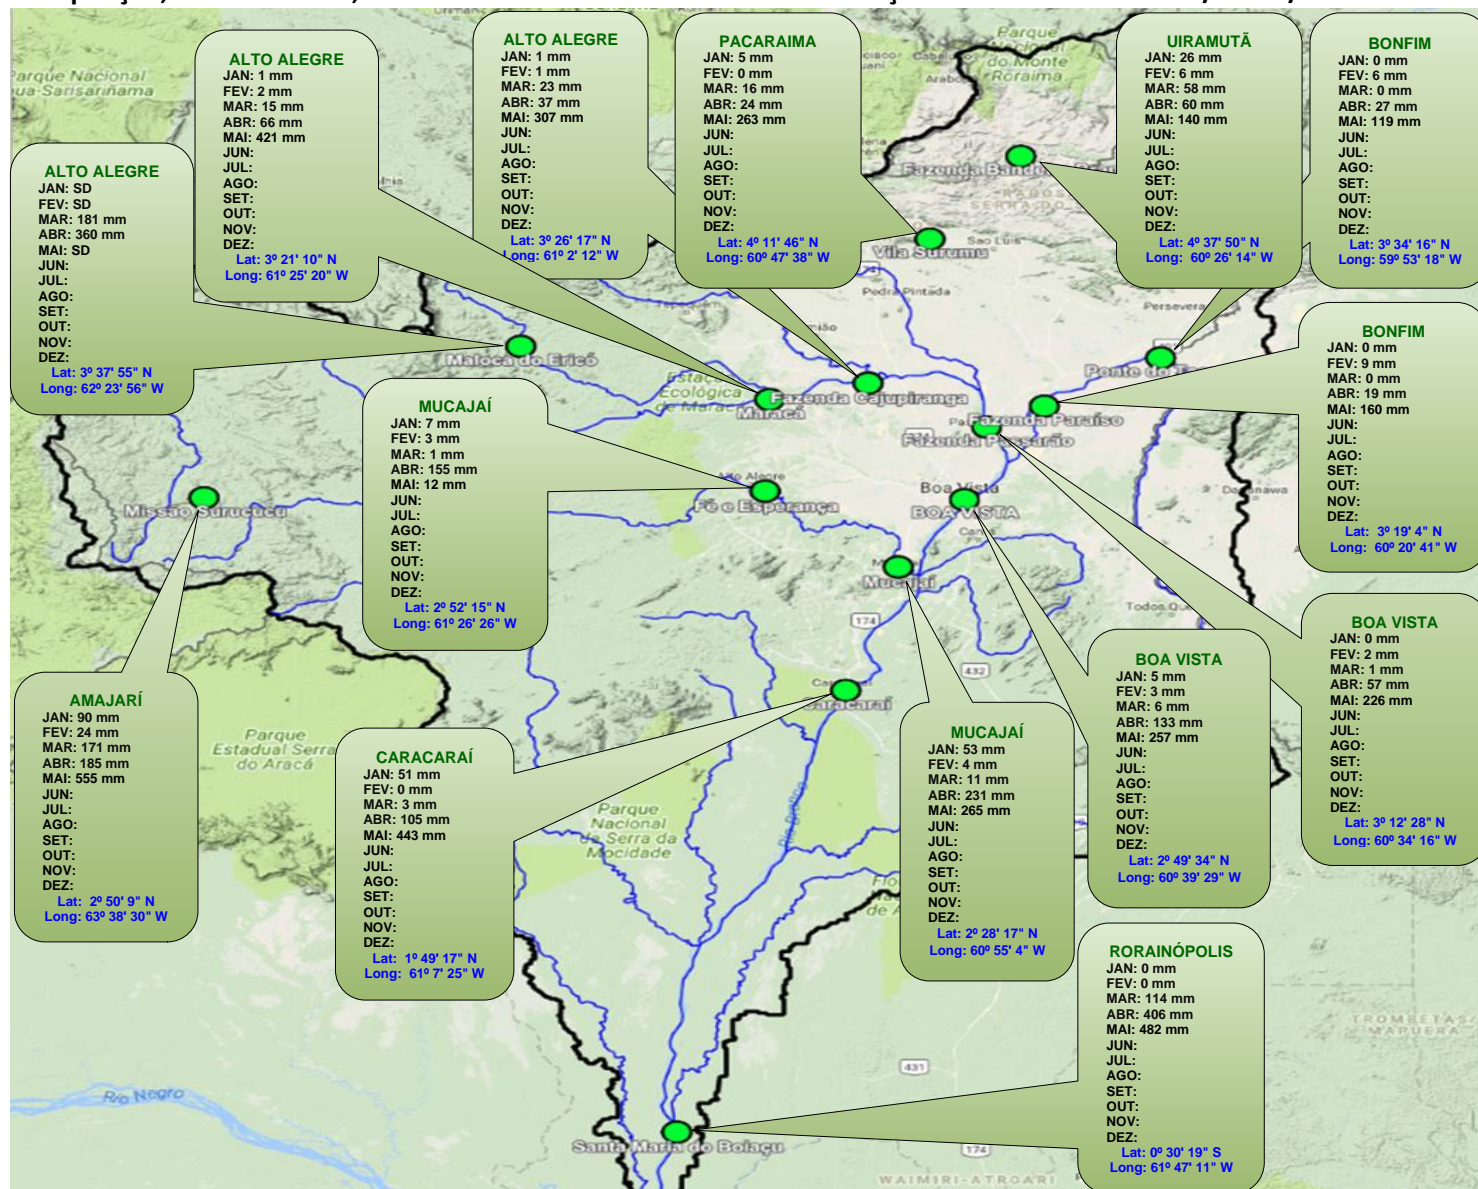 ALTO ALEGRE
JAN: 1 mm
FEV: 2 mm
MAR: 15 mm
ABR: 66 mm
MAI: 421 mm
JUN:
JUL:
AGO:
SET:
OUT:
NOV:
DEZ:
Lat: 3º 21' 10" N
Long: 61º 25' 20" W
ALTO ALEGRE
JAN: 1 mm
FEV: 1 mm
MAR: 23 mm
ABR: 37 mm
MAI: 307 mm
JUN:
JUL:
AGO:
SET:
OUT:
NOV:
DEZ:
Lat: 3º 26' 17" N
Long: 61º 2' 12" W
PACARAIMA
JAN: 5 mm
FEV: 0 mm
MAR: 16 mm
ABR: 24 mm
MAI: 263 mm
JUN:
JUL:
AGO:
SET:
OUT:
NOV:
DEZ:
Lat: 4º 11' 46" N
Long: 60º 47' 38" W
UIRAMUTÃ
JAN: 26 mm
FEV: 6 mm
MAR: 58 mm
ABR: 60 mm
MAI: 140 mm
JUN:
JUL:
AGO:
SET:
OUT:
NOV:
DEZ:
Lat: 4º 37' 50" N
Long: 60º 26' 14" W
BONFIM
JAN: 0 mm
FEV: 6 mm
MAR: 0 mm
ABR: 27 mm
MAI: 119 mm
JUN:
JUL:
AGO:
SET:
OUT:
NOV:
DEZ:
Lat: 3º 34' 16" N
Long: 59º 53' 18" W
ALTO ALEGRE
JAN: SD
FEV: SD
MAR: 181 mm
ABR: 360 mm
MAI: SD
JUN:
JUL:
AGO:
SET:
OUT:
NOV:
DEZ:
Lat: 3º 37' 55" N
Long: 62º 23' 56" W
BONFIM
JAN: 0 mm
FEV: 9 mm
MAR: 0 mm
ABR: 19 mm
MAI: 160 mm
JUN:
JUL:
AGO:
SET:
OUT:
NOV:
DEZ:
Lat: 3º 19' 4" N
Long: 60º 20' 41" W
MUCAJAÍ
JAN: 7 mm
FEV: 3 mm
MAR: 1 mm
ABR: 155 mm
MAI: 12 mm
JUN:
JUL:
AGO:
SET:
OUT:
NOV:
DEZ:
Lat: 2º 52' 15" N
Long: 61º 26' 26" W
BOA VISTA
JAN: 0 mm
FEV: 2 mm
MAR: 1 mm
ABR: 57 mm
MAI: 226 mm
JUN:
JUL:
AGO:
SET:
OUT:
NOV:
DEZ:
Lat: 3º 12' 28" N
Long: 60º 34' 16" W
BOA VISTA
JAN: 5 mm
FEV: 3 mm
MAR: 6 mm
ABR: 133 mm
MAI: 257 mm
JUN:
JUL:
AGO:
SET:
OUT:
NOV:
DEZ:
Lat: 2º 49' 34" N
Long: 60º 39' 29" W
AMAJARÍ
JAN: 90 mm
FEV: 24 mm
MAR: 171 mm
ABR: 185 mm
MAI: 555 mm
JUN:
JUL:
AGO:
SET:
OUT:
NOV:
DEZ:
Lat: 2º 50' 9" N
Long: 63º 38' 30" W
CARACARAÍ
JAN: 51 mm
FEV: 0 mm
MAR: 3 mm
ABR: 105 mm
MAI: 443 mm
JUN:
JUL:
AGO:
SET:
OUT:
NOV:
DEZ:
Lat: 1º 49' 17" N
Long: 61º 7' 25" W
MUCAJAÍ
JAN: 53 mm
FEV: 4 mm
MAR: 11 mm
ABR: 231 mm
MAI: 265 mm
JUN:
JUL:
AGO:
SET:
OUT:
NOV:
DEZ:
Lat: 2º 28' 17" N
Long: 60º 55' 4" W
RORAINÓPOLIS
JAN: 0 mm
FEV: 0 mm
MAR: 114 mm
ABR: 406 mm
MAI: 482 mm
JUN:
JUL:
AGO:
SET:
OUT:
NOV:
DEZ:
Lat: 0º 30' 19" S
Long: 61º 47' 11" W
Parque
do Monte
Roraima
Parque Nacional
Fazenda
Vila Surumu
Sao Luis
Pedra Pintada
Maloca do Ericó
Ponte do
Estação
Ecológica
de Maracá
Maracá
Fazenda Cajupiranga
Fazenda Paraíso
Fazenda Passarão
Alto Alegre
Fé e Esperança
Missão Surucucu
Boa Vista
BOA VISTA
Mucajaí
Todos
174
432
Caracaraí
Parque
Estadual Serra
do Aracá
Parque
Nacional
da Serra da
Mocidade
Rio Branco
Rio Negro
431
174
Santa Maria do Boiaçu
TROMBETAS/
MAPUERA
WAIMIRI-ATROARI